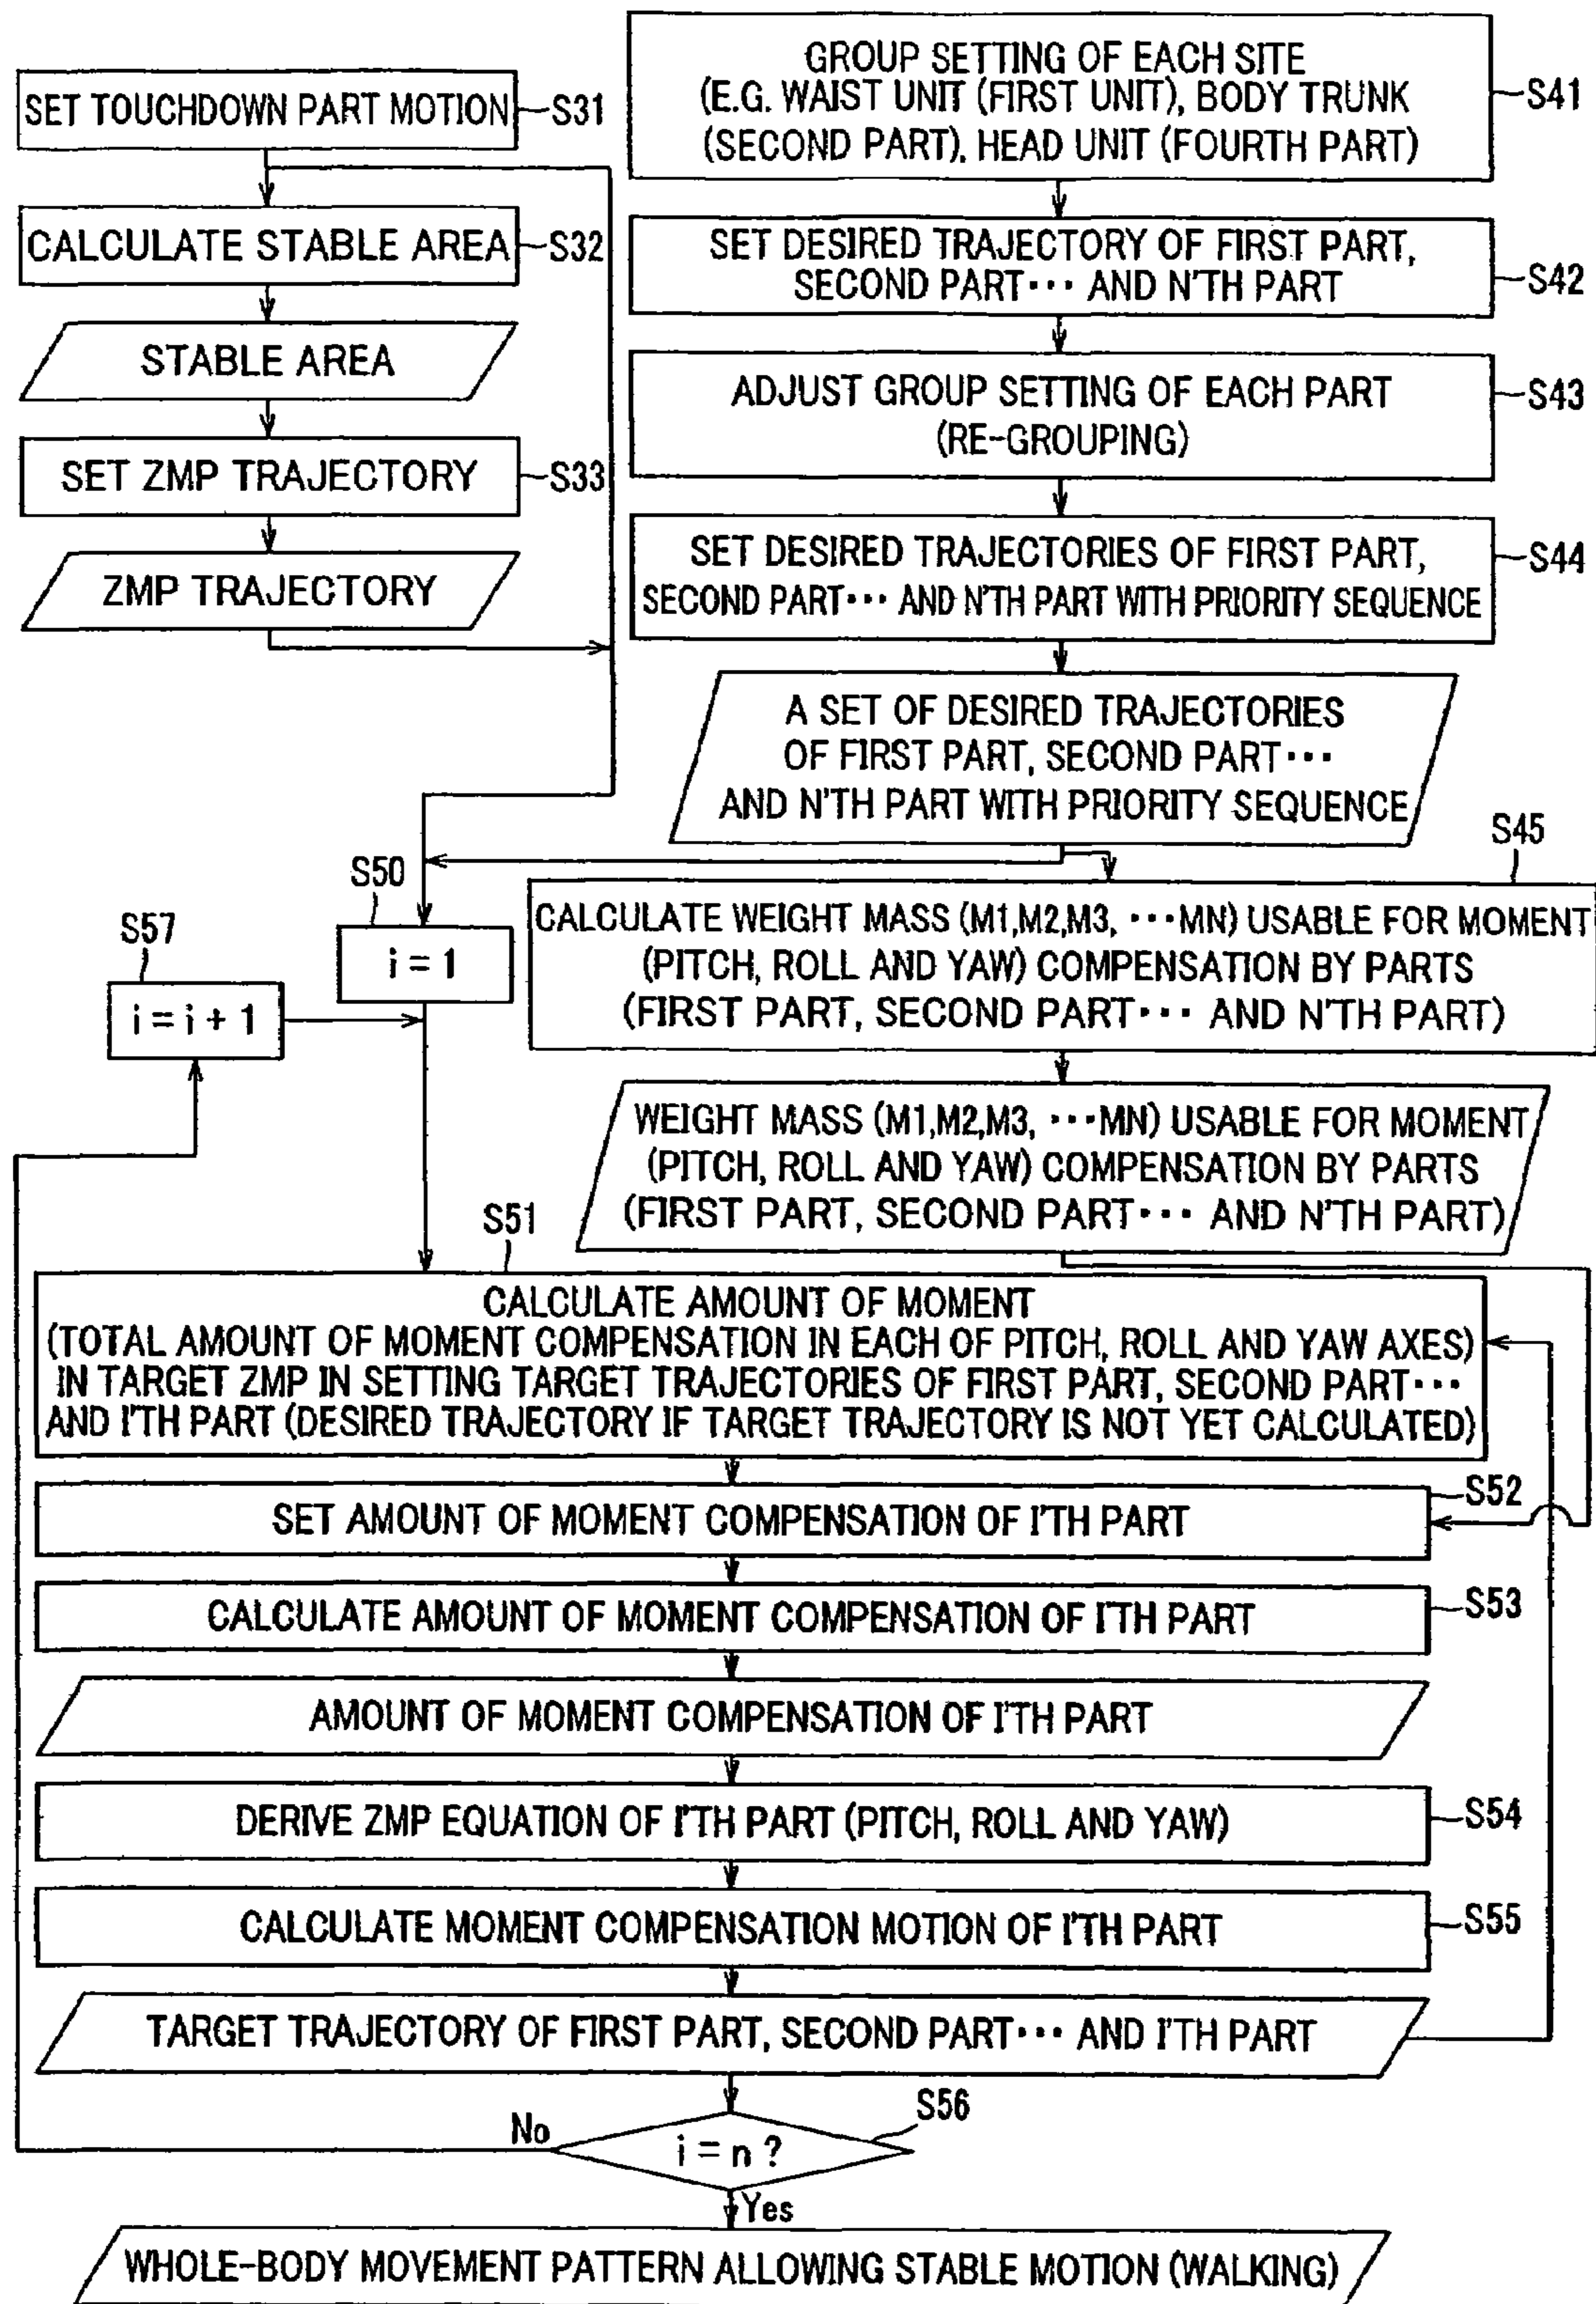 SET TOUCHDOWN PART MOTION
S31
CALCULATE STABLE AREA
S32
STABLE AREA
SET ZMP TRAJECTORY
S33
ZMP TRAJECTORY
GROUP SETTING OF EACH SITE
(E.G. WAIST UNIT (FIRST UNIT), BODY TRUNK
(SECOND PART), HEAD UNIT (FOURTH PART)
S41
SET DESIRED TRAJECTORY OF FIRST PART,
SECOND PART··· AND N'TH PART
S42
ADJUST GROUP SETTING OF EACH PART
(RE-GROUPING)
S43
SET DESIRED TRAJECTORIES OF FIRST PART,
SECOND PART··· AND N'TH PART WITH PRIORITY SEQUENCE
S44
A SET OF DESIRED TRAJECTORIES
OF FIRST PART, SECOND PART···
AND N'TH PART WITH PRIORITY SEQUENCE
S45
CALCULATE WEIGHT MASS (M1,M2,M3, ···MN) USABLE FOR MOMENT
(PITCH, ROLL AND YAW) COMPENSATION BY PARTS
(FIRST PART, SECOND PART··· AND N'TH PART)
S50
i = 1
S57
i = i + 1
WEIGHT MASS (M1,M2,M3, ···MN) USABLE FOR MOMENT
(PITCH, ROLL AND YAW) COMPENSATION BY PARTS
(FIRST PART, SECOND PART··· AND N'TH PART)
S51
CALCULATE AMOUNT OF MOMENT
(TOTAL AMOUNT OF MOMENT COMPENSATION IN EACH OF PITCH, ROLL AND YAW AXES)
IN TARGET ZMP IN SETTING TARGET TRAJECTORIES OF FIRST PART, SECOND PART···
AND I'TH PART (DESIRED TRAJECTORY IF TARGET TRAJECTORY IS NOT YET CALCULATED)
SET AMOUNT OF MOMENT COMPENSATION OF I'TH PART
S52
CALCULATE AMOUNT OF MOMENT COMPENSATION OF I'TH PART
S53
AMOUNT OF MOMENT COMPENSATION OF I'TH PART
DERIVE ZMP EQUATION OF I'TH PART (PITCH, ROLL AND YAW)
S54
CALCULATE MOMENT COMPENSATION MOTION OF I'TH PART
S55
TARGET TRAJECTORY OF FIRST PART, SECOND PART··· AND I'TH PART
S56
No
i = n ?
Yes
WHOLE-BODY MOVEMENT PATTERN ALLOWING STABLE MOTION (WALKING)